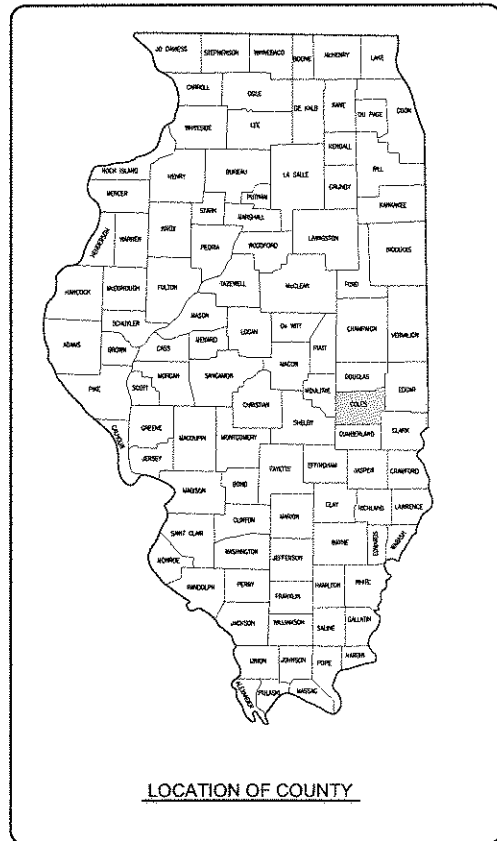 JO DAVIESS STEPHENSON WINNEBAGO BOONE McHENRY LAKE
CARROLL OGLE DE KALB KANE COOK
DU PAGE
WHITESIDE LEE
KENDALL
ROCK ISLAND HENRY BUREAU LA SALLE GRUNDY WILL
MERCER PUTNAM
STARK MARSHALL KANKAKEE
HENDERSON WARREN KNOX PEORIA WOODFORD LIVINGSTON IROQUOIS
HANCOCK McDONOUGH FULTON TAZEWELL McCLEAN FORD
MASON
SCHUYLER LOGAN De WITT CHAMPAIGN VERMILION
ADAMS BROWN CASS MENARD PIATT
MACON
DOUGLAS
PIKE SCOTT MORGAN SANGAMON MOULTRIE EDGAR
CHRISTIAN COLES
CALHOUN GREENE MACOUPIN MONTGOMERY SHELBY CUMBERLAND CLARK
JERSEY
FAYETTE EFFINGHAM JASPER CRAWFORD
MADISON BOND
CLAY RICHLAND LAWRENCE
CLINTON MARION
SAINT CLAIR WAYNE EDWARDS WABASH
WASHINGTON JEFFERSON
MONROE
RANDOLPH PERRY HAMILTON WHITE
FRANKLIN
JACKSON WILLIAMSON SALINE GALLATIN
UNION JOHNSON POPE HARDIN
ALEXANDER PULASKI MASSAC
LOCATION OF COUNTY